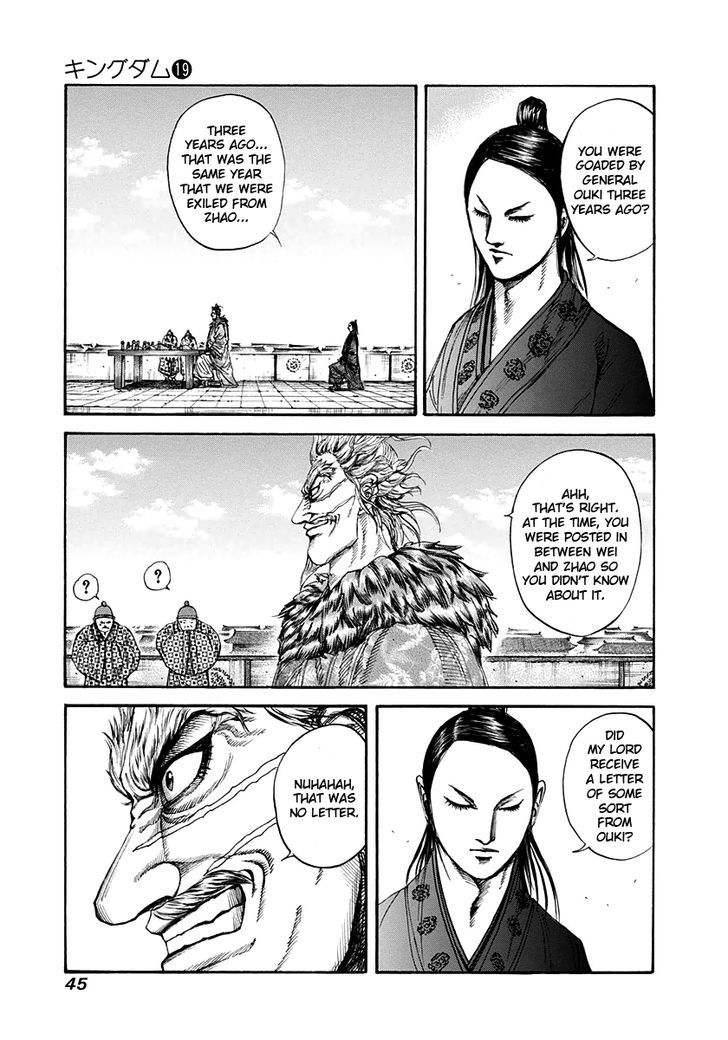 キングダム19
YOU WERE
GOADED BY
GENERAL
OUKI THREE
YEARS AGO?
THREE
YEARS AGO...
THAT WAS THE
SAME YEAR
THAT WE WERE
EXILED FROM
ZHAO...
AHH,
THAT'S RIGHT.
AT THE TIME, YOU
WERE POSTED IN
BETWEEN WEI
AND ZHAO SO
YOU DIDN'T KNOW
ABOUT IT.
?
?
DID
MY LORD
RECEIVE
A LETTER
OF SOME
SORT
FROM
OUKI?
NUHAHAH,
THAT WAS
NO LETTER.
45